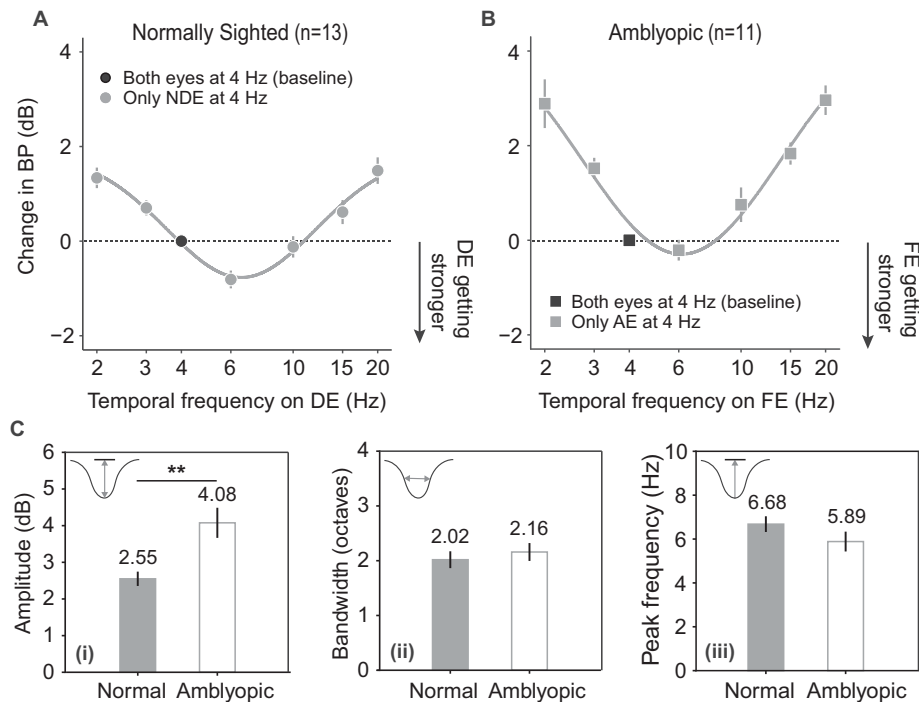 A
Normally Sighted (n=13)
Both eyes at 4 Hz (baseline)
Only NDE at 4 Hz
Change in BP (dB)
4
2
0
−2
2 3 4 6 10 15 20
Temporal frequency on DE (Hz)
DE getting
stronger
B
Amblyopic (n=11)
4
2
0
−2
Both eyes at 4 Hz (baseline)
Only AE at 4 Hz
2 3 4 6 10 15 20
Temporal frequency on FE (Hz)
FE getting
stronger
C
Amplitude (dB)
6
5
4
3
2
1
0
**
2.55
4.08
(i)
Normal Amblyopic
Bandwidth (octaves)
4
3
2
1
0
2.02
2.16
(ii)
Normal Amblyopic
Peak frequency (Hz)
10
8
6
4
2
0
6.68
5.89
(iii)
Normal Amblyopic